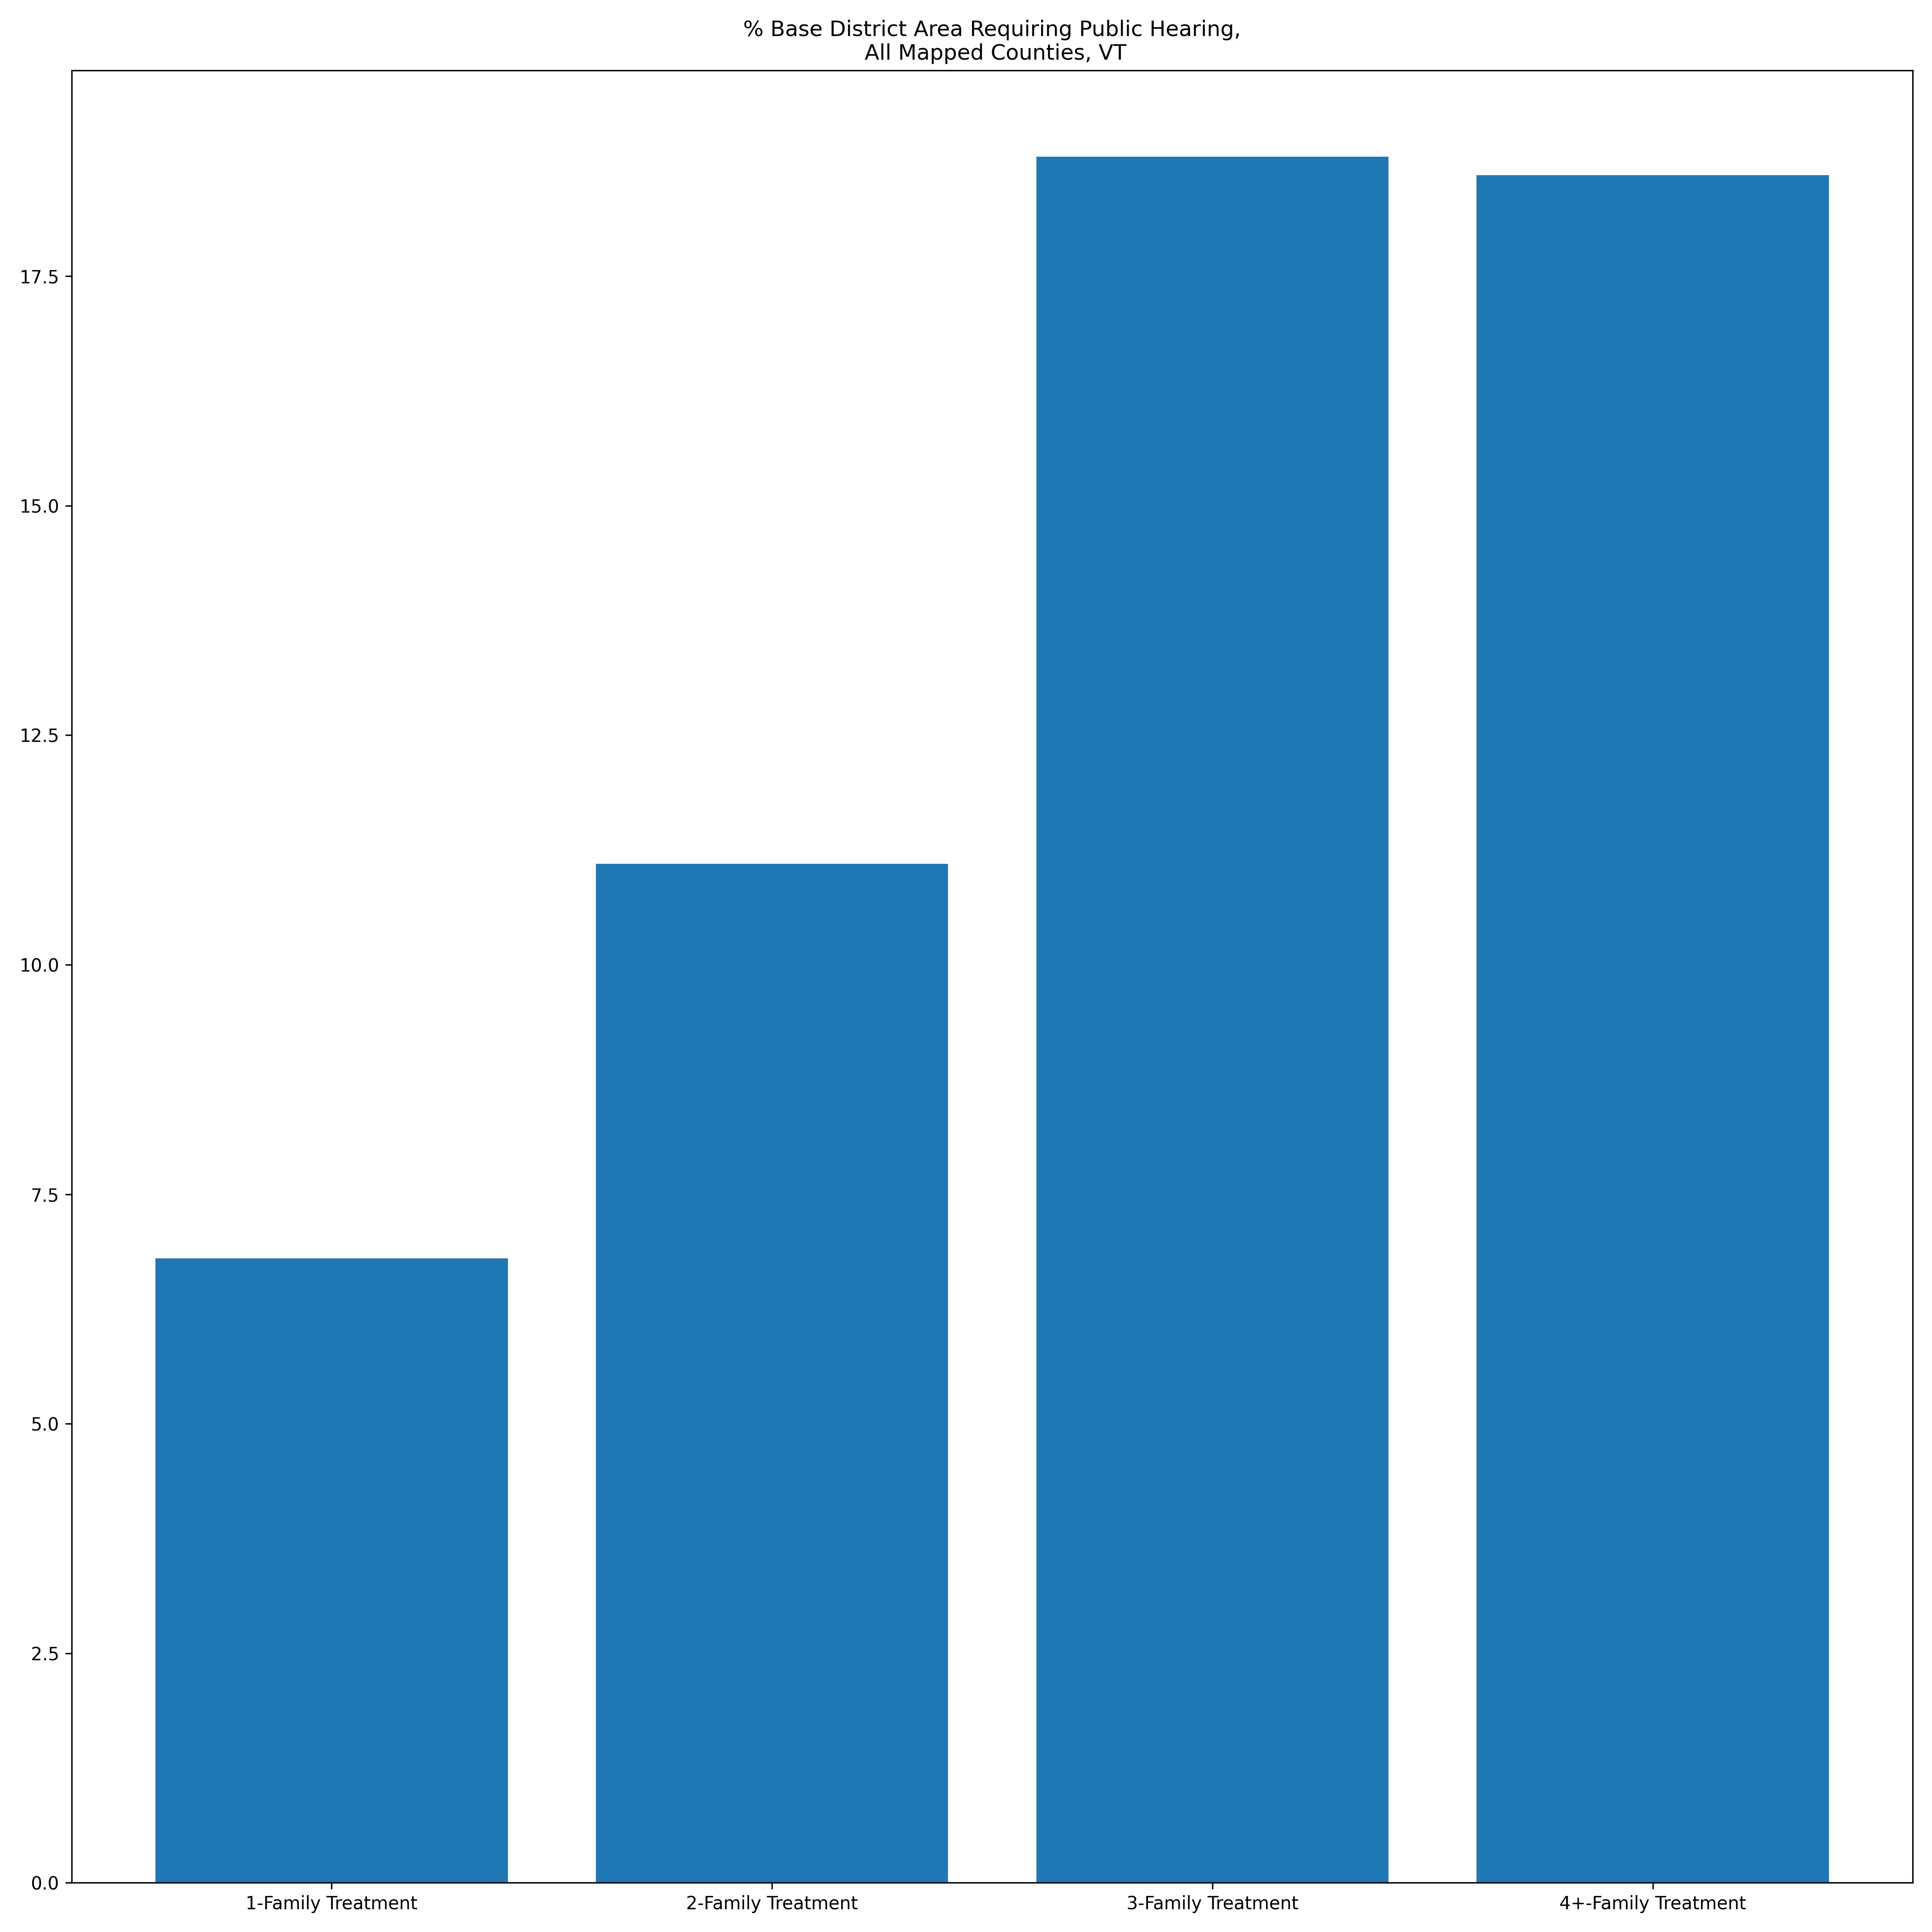 % Base District Area Requiring Public Hearing,
All Mapped Counties, VT
17.5
15.0
12.5
10.0
7.5
5.0
2.5
0.0
1-Family Treatment
2-Family Treatment
3-Family Treatment
4+-Family Treatment